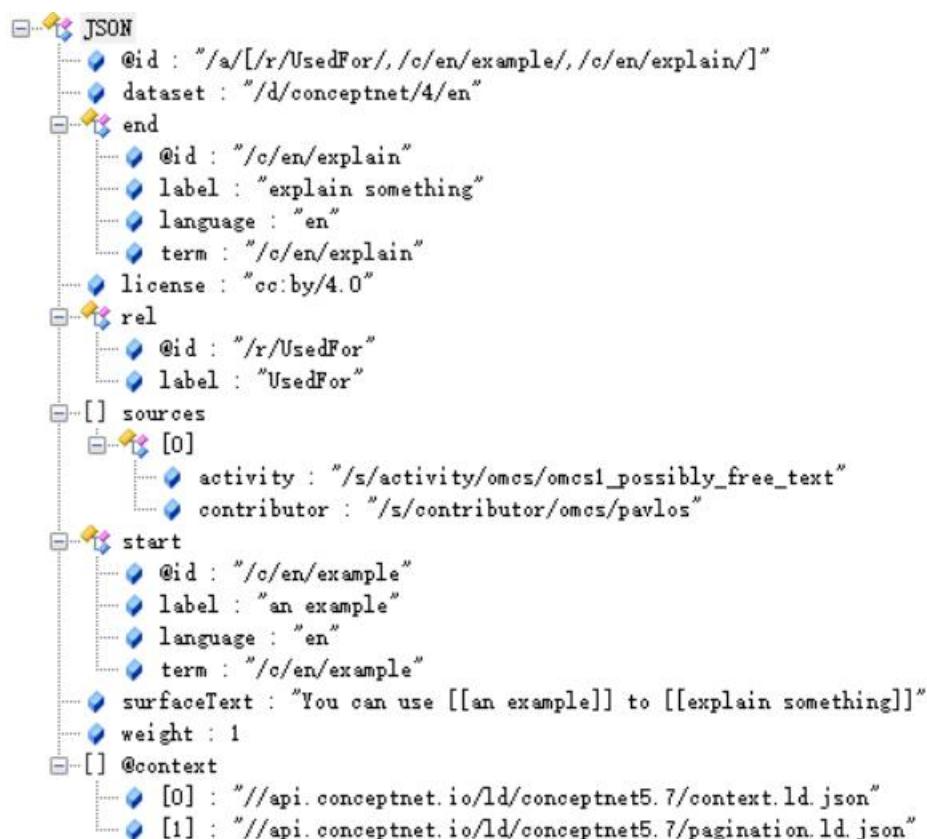 JSON
@id : "/a/[/r/UsedFor/,/c/en/example/,/c/en/explain/]"
dataset : "/d/conceptnet/4/en"
end
@id : "/c/en/explain"
label : "explain something"
language : "en"
term : "/c/en/explain"
license : "cc:by/4.0"
rel
@id : "/r/UsedFor"
label : "UsedFor"
[] sources
[0]
activity : "/s/activity/omcs/omcs1_possibly_free_text"
contributor : "/s/contributor/omcs/pavlos"
start
@id : "/c/en/example"
label : "an example"
language : "en"
term : "/c/en/example"
surfaceText : "You can use [[an example]] to [[explain something]]"
weight : 1
[] @context
[0] : "//api.conceptnet.io/ld/conceptnet5.7/context.ld.json"
[1] : "//api.conceptnet.io/ld/conceptnet5.7/pagination.ld.json"